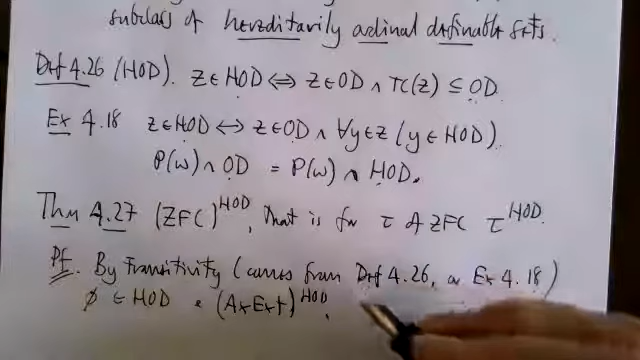 subclass of hereditarily ordinal definable sets.
Def 4.26 (HOD). z ∈ HOD ⇔ z ∈ OD ∧ TC(z) ⊆ OD.
Ex 4.18 z ∈ HOD ↔ z ∈ OD ∧ ∀y ∈ z (y ∈ HOD).
P(ω) ∩ OD = P(ω) ∩ HOD.
Thm 4.27 (ZFC)^HOD, that is for τ ZFC τ^HOD.
Pf. By Transitivity (comes from Def 4.26, or Ex 4.18)
∅ ∈ HOD (AxExt)^HOD.